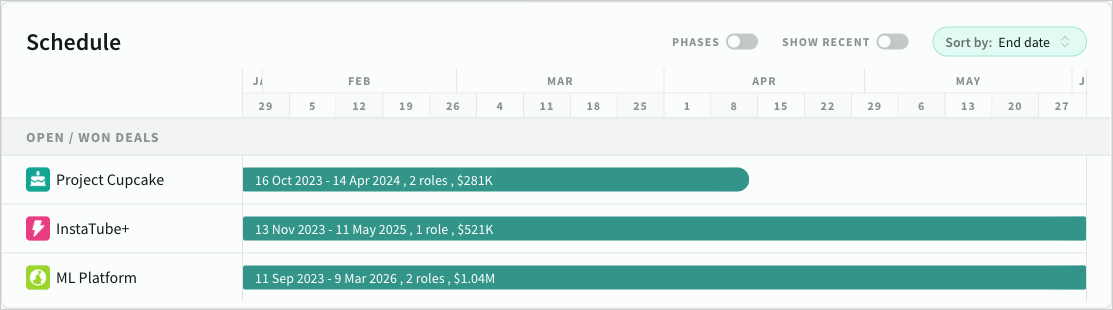 Schedule
PHASES SHOW RECENT Sort by: End date
FEB MAR APR MAY
29 5 12 19 26 4 11 18 25 1 8 15 22 29 6 13 20 27
OPEN / WON DEALS
Project Cupcake 16 Oct 2023 - 14 Apr 2024 , 2 roles , $281K
InstaTube+ 13 Nov 2023 - 11 May 2025 , 1 role , $521K
ML Platform 11 Sep 2023 - 9 Mar 2026 , 2 roles , $1.04M